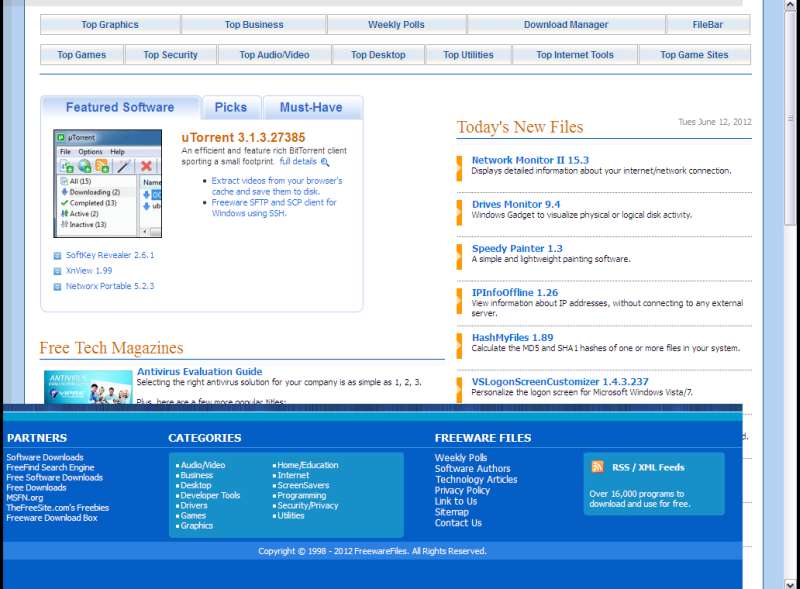 Top Graphics
Top Business
Weekly Polls
Download Manager
FileBar
Top Games
Top Security
Top Audio/Video
Top Desktop
Top Utilities
Top Internet Tools
Top Game Sites
Featured Software
Picks
Must-Have
µTorrent
File Options Help
All (15)
Downloading (2)
Completed (13)
Active (2)
Inactive (13)
Name
uTorrent 3.1.3.27385
An efficient and feature rich BitTorrent client
sporting a small footprint. full details
Extract videos from your browser's
cache and save them to disk.
Freeware SFTP and SCP client for
Windows using SSH.
SoftKey Revealer 2.6.1
XnView 1.99
Networx Portable 5.2.3
Today's New Files
Tues June 12, 2012
Network Monitor II 15.3
Displays detailed information about your internet/network connection.
Drives Monitor 9.4
Windows Gadget to visualize physical or logical disk activity.
Speedy Painter 1.3
A simple and lightweight painting software.
IPInfoOffline 1.26
View information about IP addresses, without connecting to any external
server.
HashMyFiles 1.89
Calculate the MD5 and SHA1 hashes of one or more files in your system.
VSLogonScreenCustomizer 1.4.3.237
Personalize the logon screen for Microsoft Windows Vista/7.
Free Tech Magazines
ANTIVIRUS
VIPRE
Antivirus Evaluation Guide
Selecting the right antivirus solution for your company is as simple as 1, 2, 3.
Plus, here are a few more popular titles:
PARTNERS
Software Downloads
FreeFind Search Engine
Free Software Downloads
Free Downloads
MSFN.org
TheFreeSite.com's Freebies
Freeware Download Box
CATEGORIES
Audio/Video
Business
Desktop
Developer Tools
Drivers
Games
Graphics
Home/Education
Internet
ScreenSavers
Programming
Security/Privacy
Utilities
FREEWARE FILES
Weekly Polls
Software Authors
Technology Articles
Privacy Policy
Link to Us
Sitemap
Contact Us
RSS / XML Feeds
Over 16,000 programs to
download and use for free.
Copyright © 1998 - 2012 FreewareFiles. All Rights Reserved.